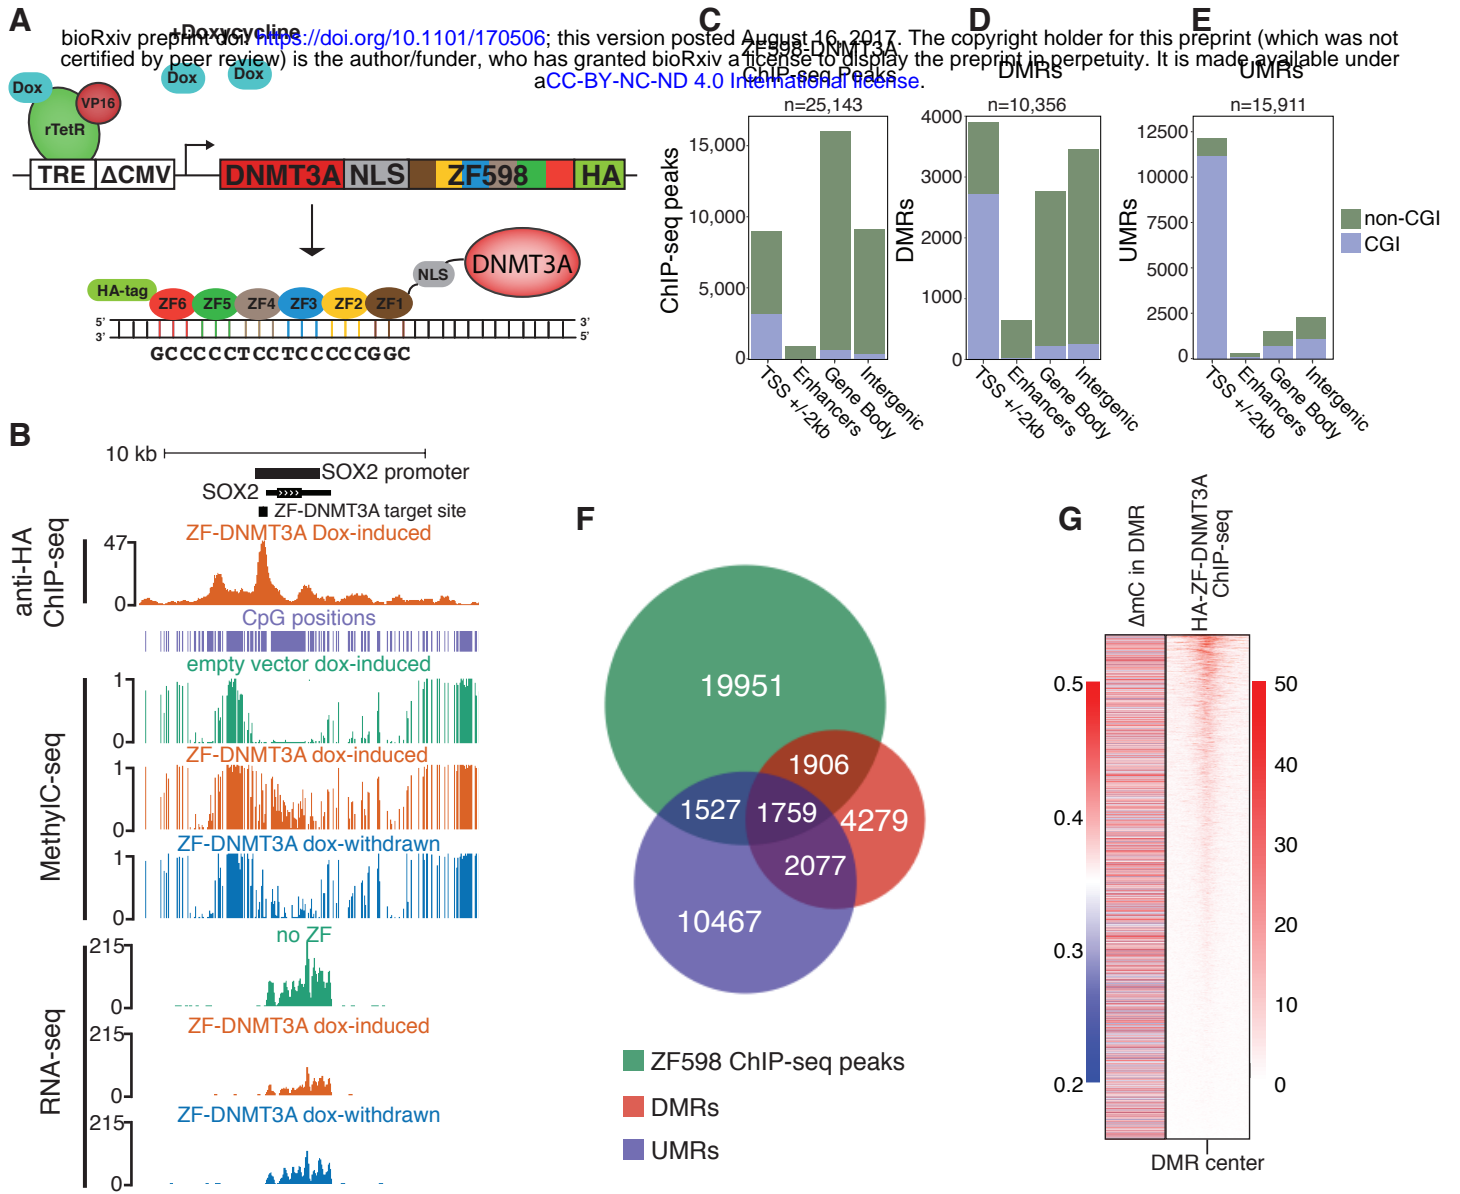 A
C
D
E
+Doxycycline
bioRxiv preprint doi: https://doi.org/10.1101/170506; this version posted August 16, 2017. The copyright holder for this preprint (which was not
certified by peer review) is the author/funder, who has granted bioRxiv a license to display the preprint in perpetuity. It is made available under
aCC-BY-NC-ND 4.0 International license.
Dox
Dox
Dox
VP16
rTetR
TRE
ΔCMV
DNMT3A
NLS
ZF598
HA
DNMT3A
NLS
HA-tag
ZF6
ZF5
ZF4
ZF3
ZF2
ZF1
5'
3'
3'
5'
GCCCCCTCCTCCCCCGGC
ZF598-DNMT3A
ChIP-seq Peaks
n=25,143
ChIP-seq peaks
15,000
10,000
5,000
0
TSS +/-2kb
Enhancers
Gene Body
Intergenic
DMRs
n=10,356
DMRs
4000
3000
2000
1000
0
TSS +/-2kb
Enhancers
Gene Body
Intergenic
UMRs
n=15,911
UMRs
12500
10000
7500
5000
2500
0
TSS +/-2kb
Enhancers
Gene Body
Intergenic
non-CGI
CGI
B
10 kb
SOX2 promoter
SOX2
ZF-DNMT3A target site
anti-HA
ChIP-seq
ZF-DNMT3A Dox-induced
47
0
CpG positions
MethylC-seq
empty vector dox-induced
1
0
ZF-DNMT3A dox-induced
1
0
ZF-DNMT3A dox-withdrawn
1
0
RNA-seq
no ZF
215
0
ZF-DNMT3A dox-induced
215
0
ZF-DNMT3A dox-withdrawn
215
0
F
19951
1906
1527
1759
4279
2077
10467
ZF598 ChIP-seq peaks
DMRs
UMRs
G
ΔmC in DMR
HA-ZF-DNMT3A
ChIP-seq
0.5
0.4
0.3
0.2
50
40
30
20
10
0
DMR center